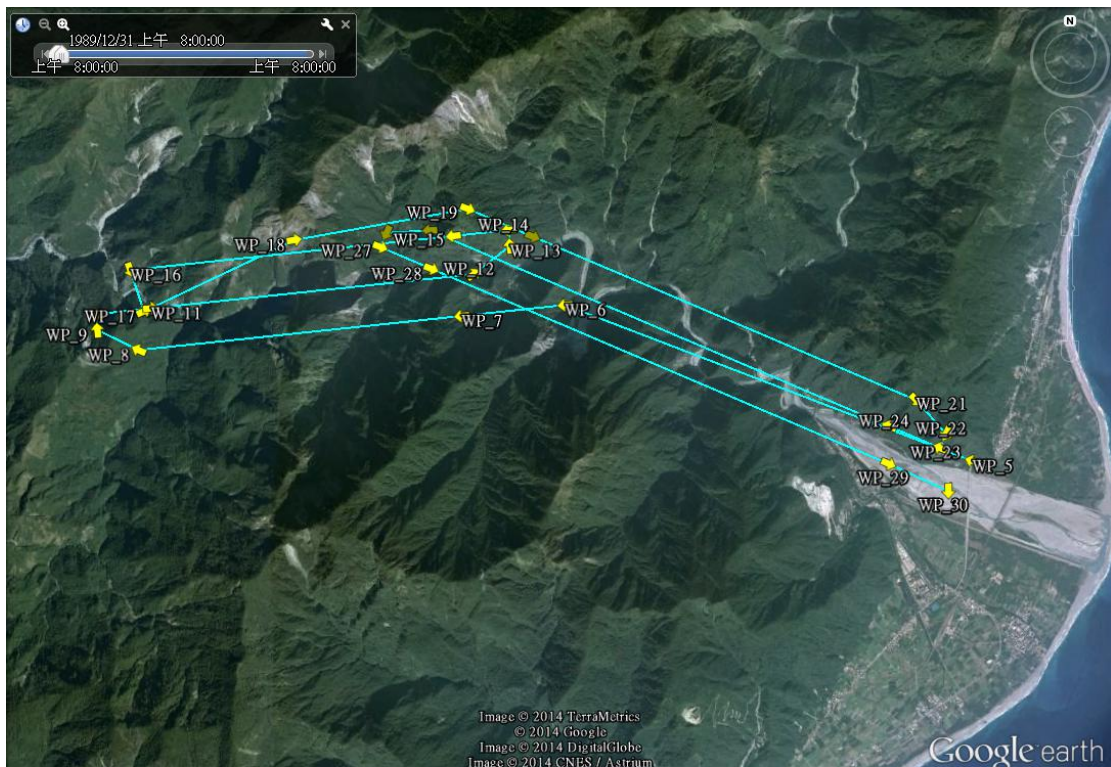 1989/12/31 上午 8:00:00
上午 8:00:00
上午 8:00:00
N
WP_19
WP_14
WP_18
WP_27
WP_15
WP_13
WP_16
WP_28
WP_12
WP_17
WP_11
WP_6
WP_7
WP_9
WP_8
WP_21
WP_24
WP_22
WP_23
WP_5
WP_29
WP_30
Image © 2014 TerraMetrics
© 2014 Google
Image © 2014 DigitalGlobe
Image © 2014 CNES / Astrium
Google earth